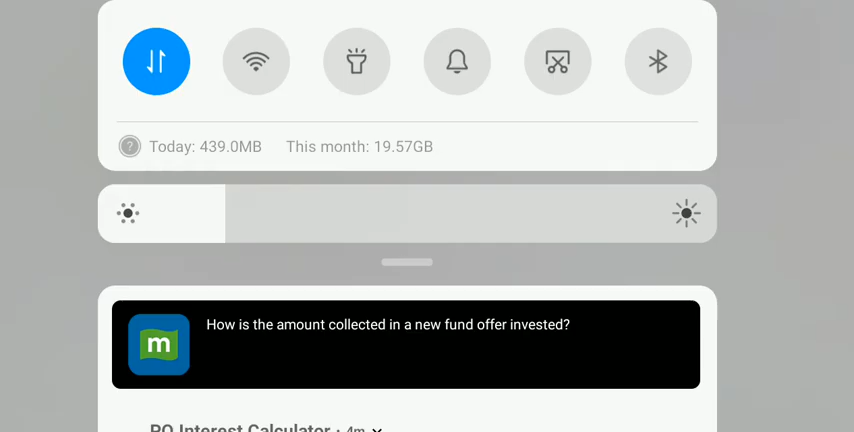 Today: 439.0MB This month: 19.57GB
How is the amount collected in a new fund offer invested?
m
PO Interest Calculator · 4m